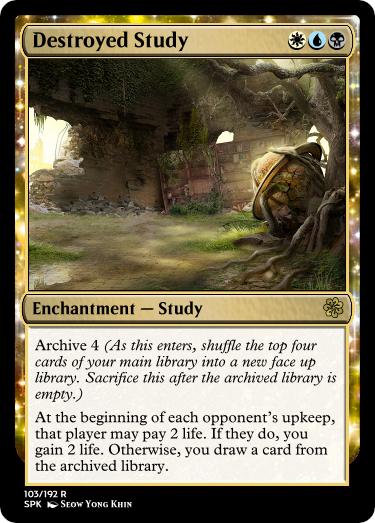 Destroyed Study
Enchantment — Study
Archive 4 (As this enters, shuffle the top four
cards of your main library into a new face up
library. Sacrifice this after the archived library is
empty.)
At the beginning of each opponent's upkeep,
that player may pay 2 life. If they do, you
gain 2 life. Otherwise, you draw a card from
the archived library.
103/192 R
SPK Seow Yong Khin